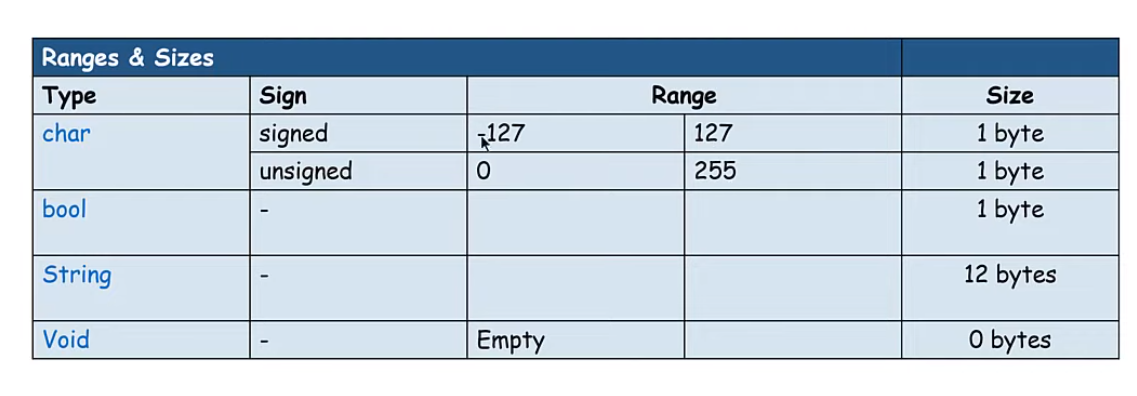 Ranges & Sizes
Type Sign Range Size
char signed -127 127 1 byte
unsigned 0 255 1 byte
bool - 1 byte
String - 12 bytes
Void - Empty 0 bytes